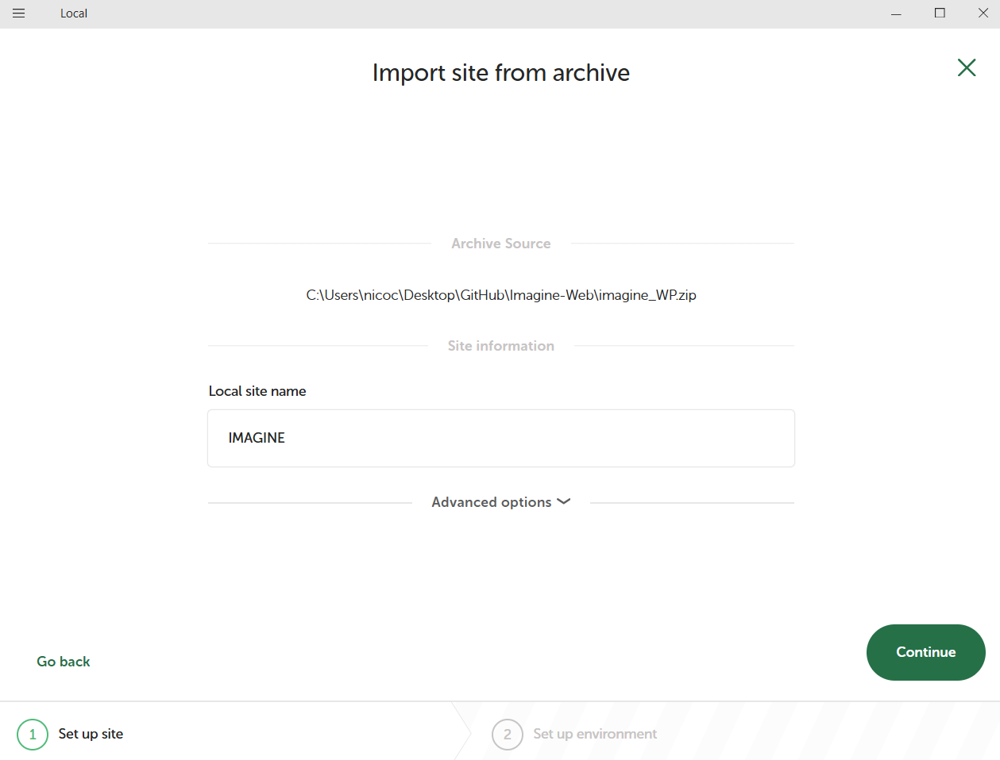 Local
Import site from archive
Archive Source
C:\Users\nicoc\Desktop\GitHub\Imagine-Web\imagine_WP.zip
Site information
Local site name
IMAGINE
Advanced options
Go back
Continue
1 Set up site
2 Set up environment